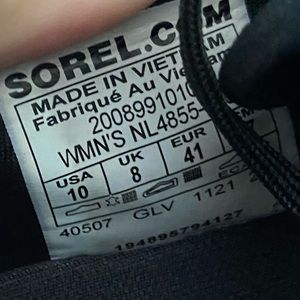 SOREL.COM
MADE IN VIETNAM
Fabriqué Au Vietnam
2008991010
WMN'S NL4855-
USA UK EUR
10 8 41
40507 GLV 1121
194895794127